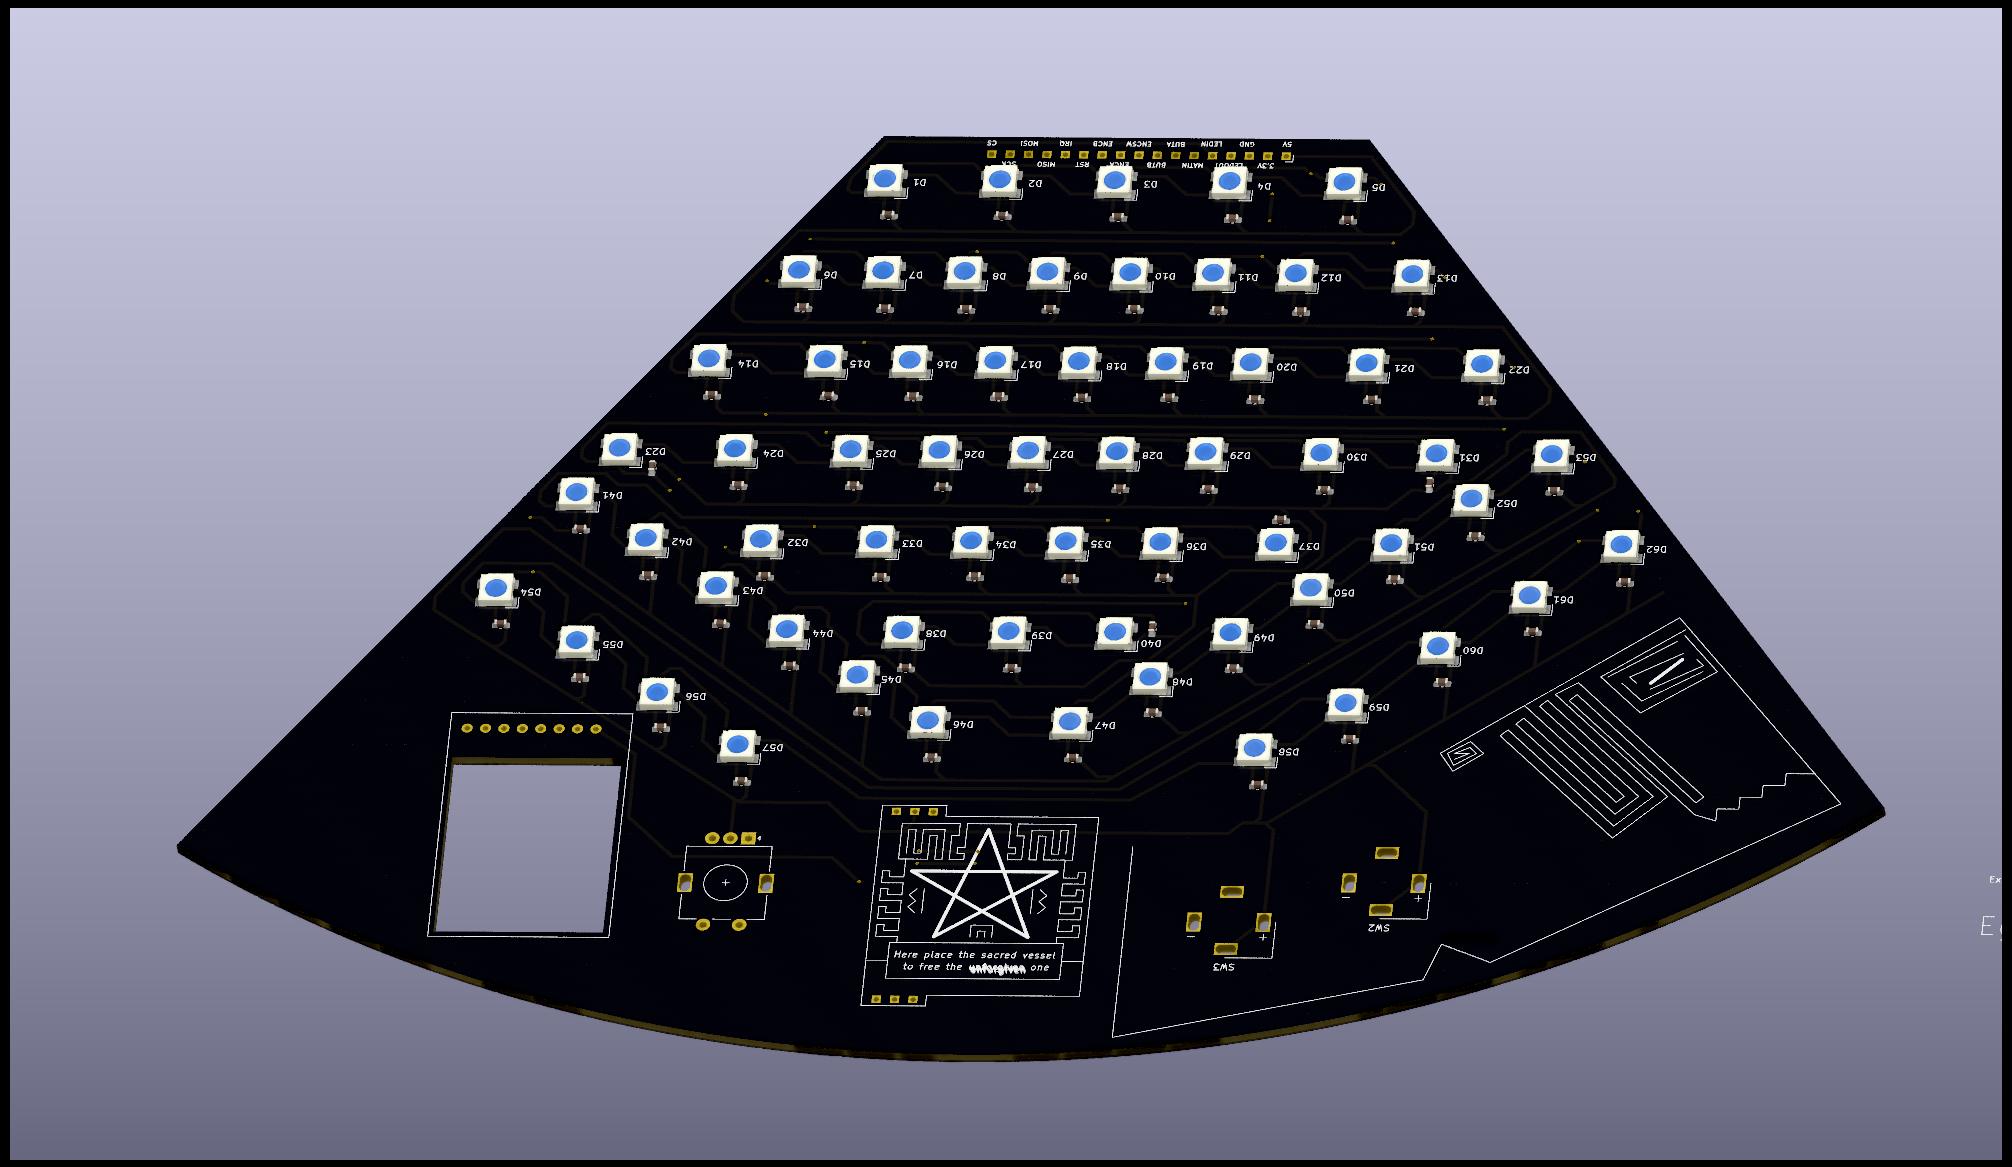 CS MOSI IRQ ENCB ENCSW BUTA LEDIN GND 5V
SCK MISO RST ENCA BUTB MATIN LEDOUT 3.3V
D1 D2 D3 D4 D5
D6 D7 D8 D9 D10 D11 D12 D13
D14 D15 D16 D17 D18 D19 D20 D21 D22
D23 D24 D25 D26 D27 D28 D29 D30 D31 D53
D41 D52
D42 D32 D33 D34 D35 D36 D37 D51 D62
D54 D43 D50 D61
D55 D44 D38 D39 D40 D49 D60
D56 D45 D48 D59
D57 D46 D47 D58
Here place the sacred vessel
to free the unforgiven one
SW3
SW2
Ex